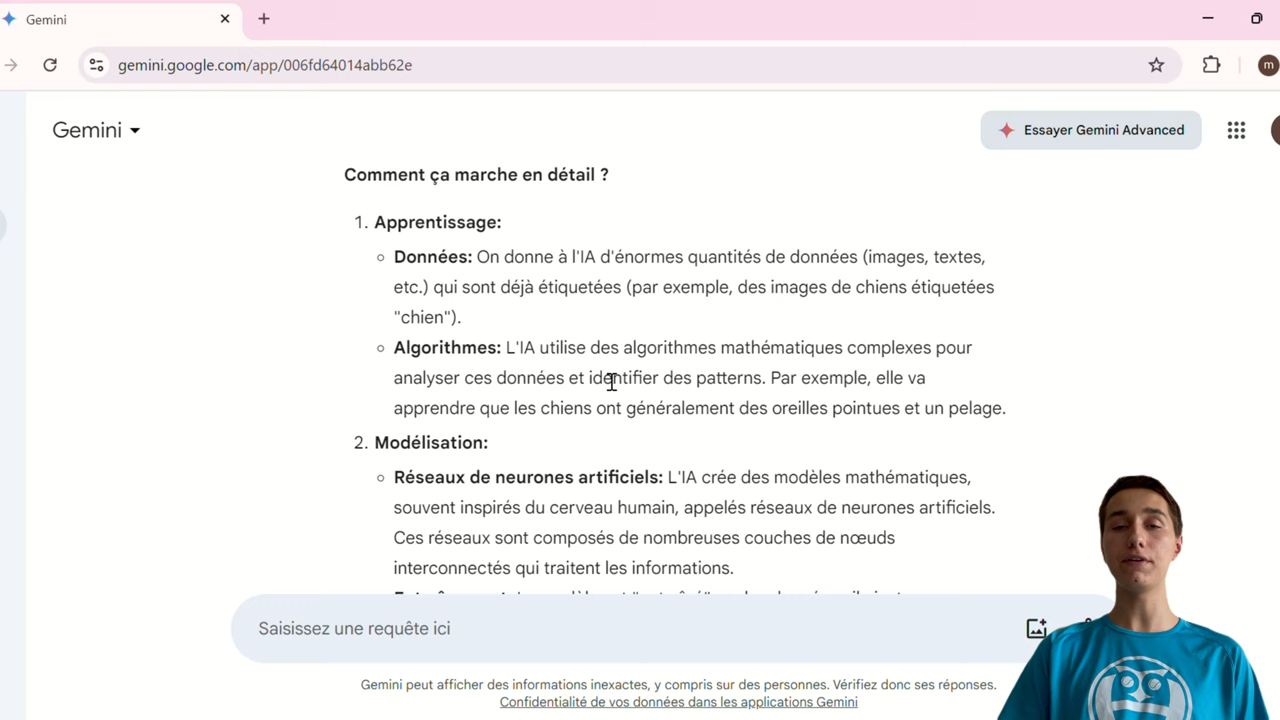 Gemini
gemini.google.com/app/006fd64014abb62e
m
Gemini
Essayer Gemini Advanced
Comment ça marche en détail ?
1. Apprentissage:
Données: On donne à l'IA d'énormes quantités de données (images, textes,
etc.) qui sont déjà étiquetées (par exemple, des images de chiens étiquetées
"chien").
Algorithmes: L'IA utilise des algorithmes mathématiques complexes pour
analyser ces données et identifier des patterns. Par exemple, elle va
apprendre que les chiens ont généralement des oreilles pointues et un pelage.
2. Modélisation:
Réseaux de neurones artificiels: L'IA crée des modèles mathématiques,
souvent inspirés du cerveau humain, appelés réseaux de neurones artificiels.
Ces réseaux sont composés de nombreuses couches de nœuds
interconnectés qui traitent les informations.
Saisissez une requête ici
Gemini peut afficher des informations inexactes, y compris sur des personnes. Vérifiez donc ses réponses.
Confidentialité de vos données dans les applications Gemini